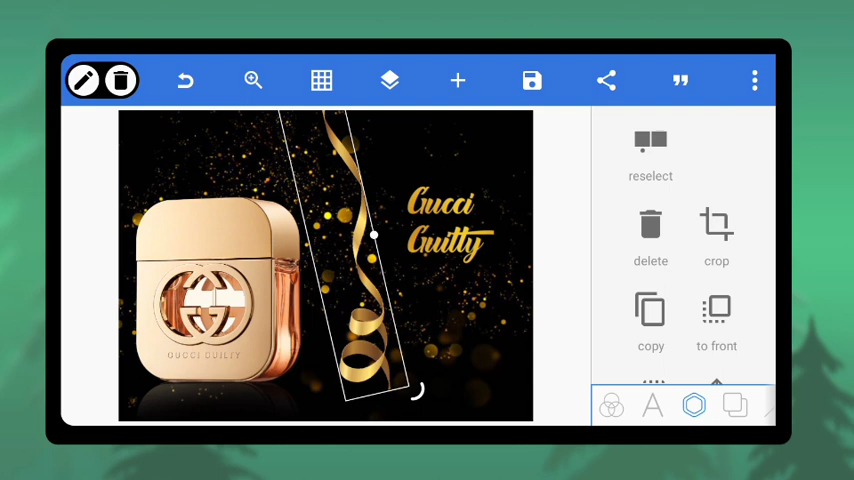 reselect
delete
crop
Gucci
Guilty
GUCCI GUILTY
copy
to front